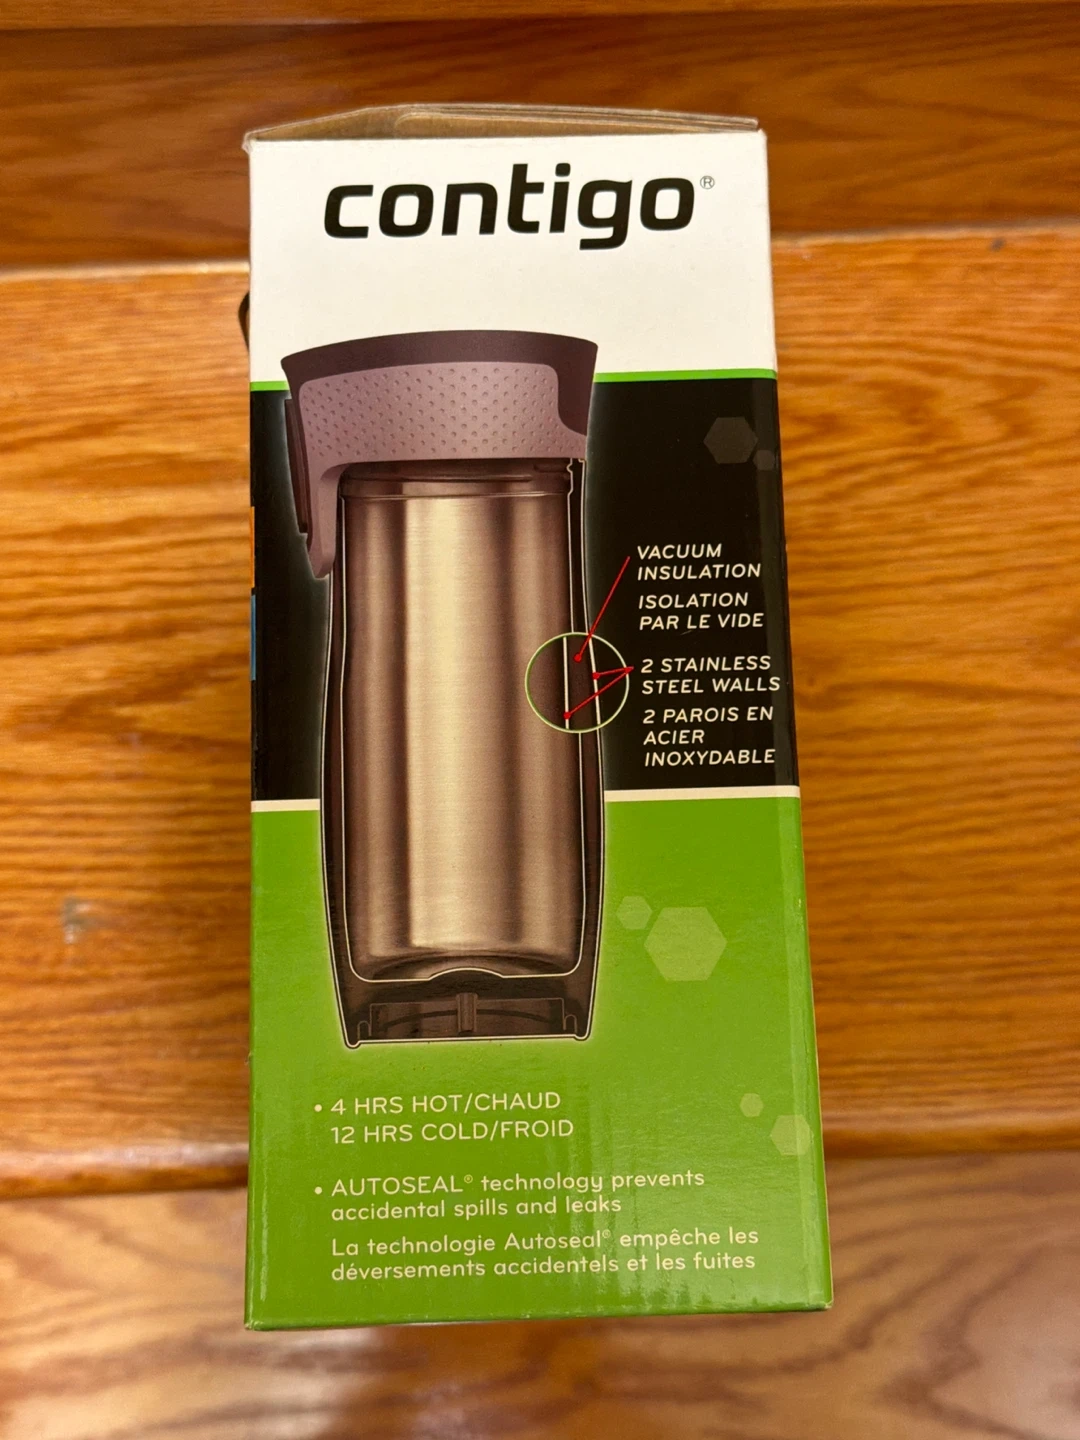 contigo®
VACUUM
INSULATION
ISOLATION
PAR LE VIDE
2 STAINLESS
STEEL WALLS
2 PAROIS EN
ACIER
INOXYDABLE
• 4 HRS HOT/CHAUD
12 HRS COLD/FROID
• AUTOSEAL® technology prevents
accidental spills and leaks
La technologie Autoseal® empêche les
déversements accidentels et les fuites